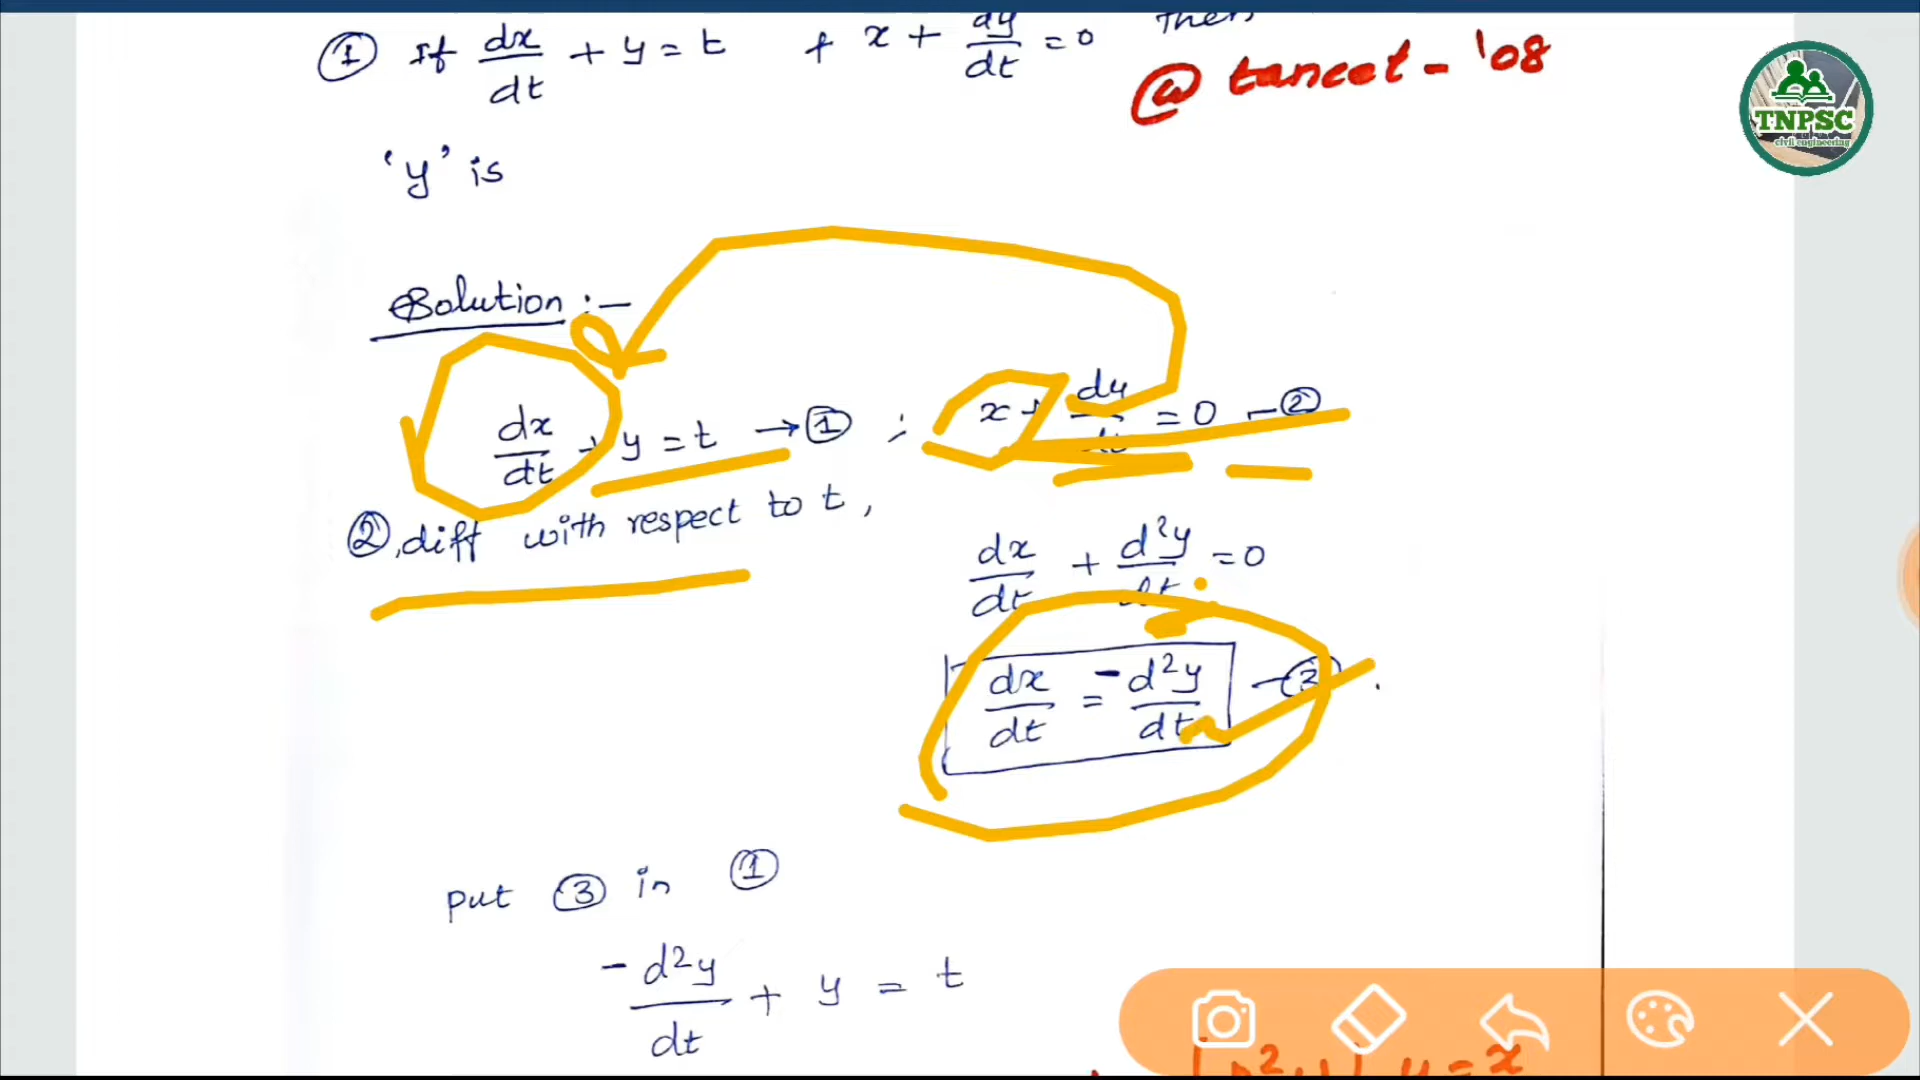 ① If dx/dt + y = t & x + dy/dt = 0 Then
@ tancet - '08
TNPSC
civil engineering
'y' is
Solution :-
dx/dt + y = t → ① ; x + dy/dt = 0 - ②
②, diff with respect to t,
dx/dt + d²y/dt = 0
dx/dt = - d²y/dt - ③
put ③ in ①
- d²y/dt + y = t